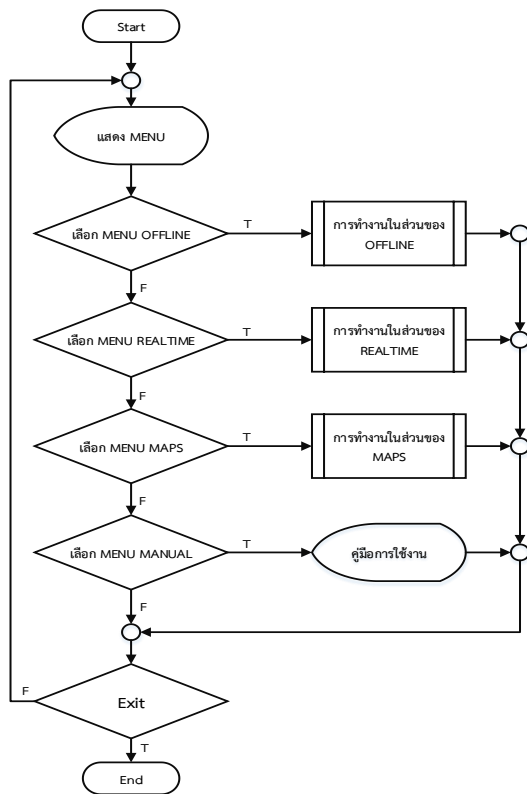 Start
แสดง MENU
เลือก MENU OFFLINE
T
การทำงานในส่วนของ
OFFLINE
F
เลือก MENU REALTIME
T
การทำงานในส่วนของ
REALTIME
F
เลือก MENU MAPS
T
การทำงานในส่วนของ
MAPS
F
เลือก MENU MANUAL
T
คู่มือการใช้งาน
F
F
Exit
T
End